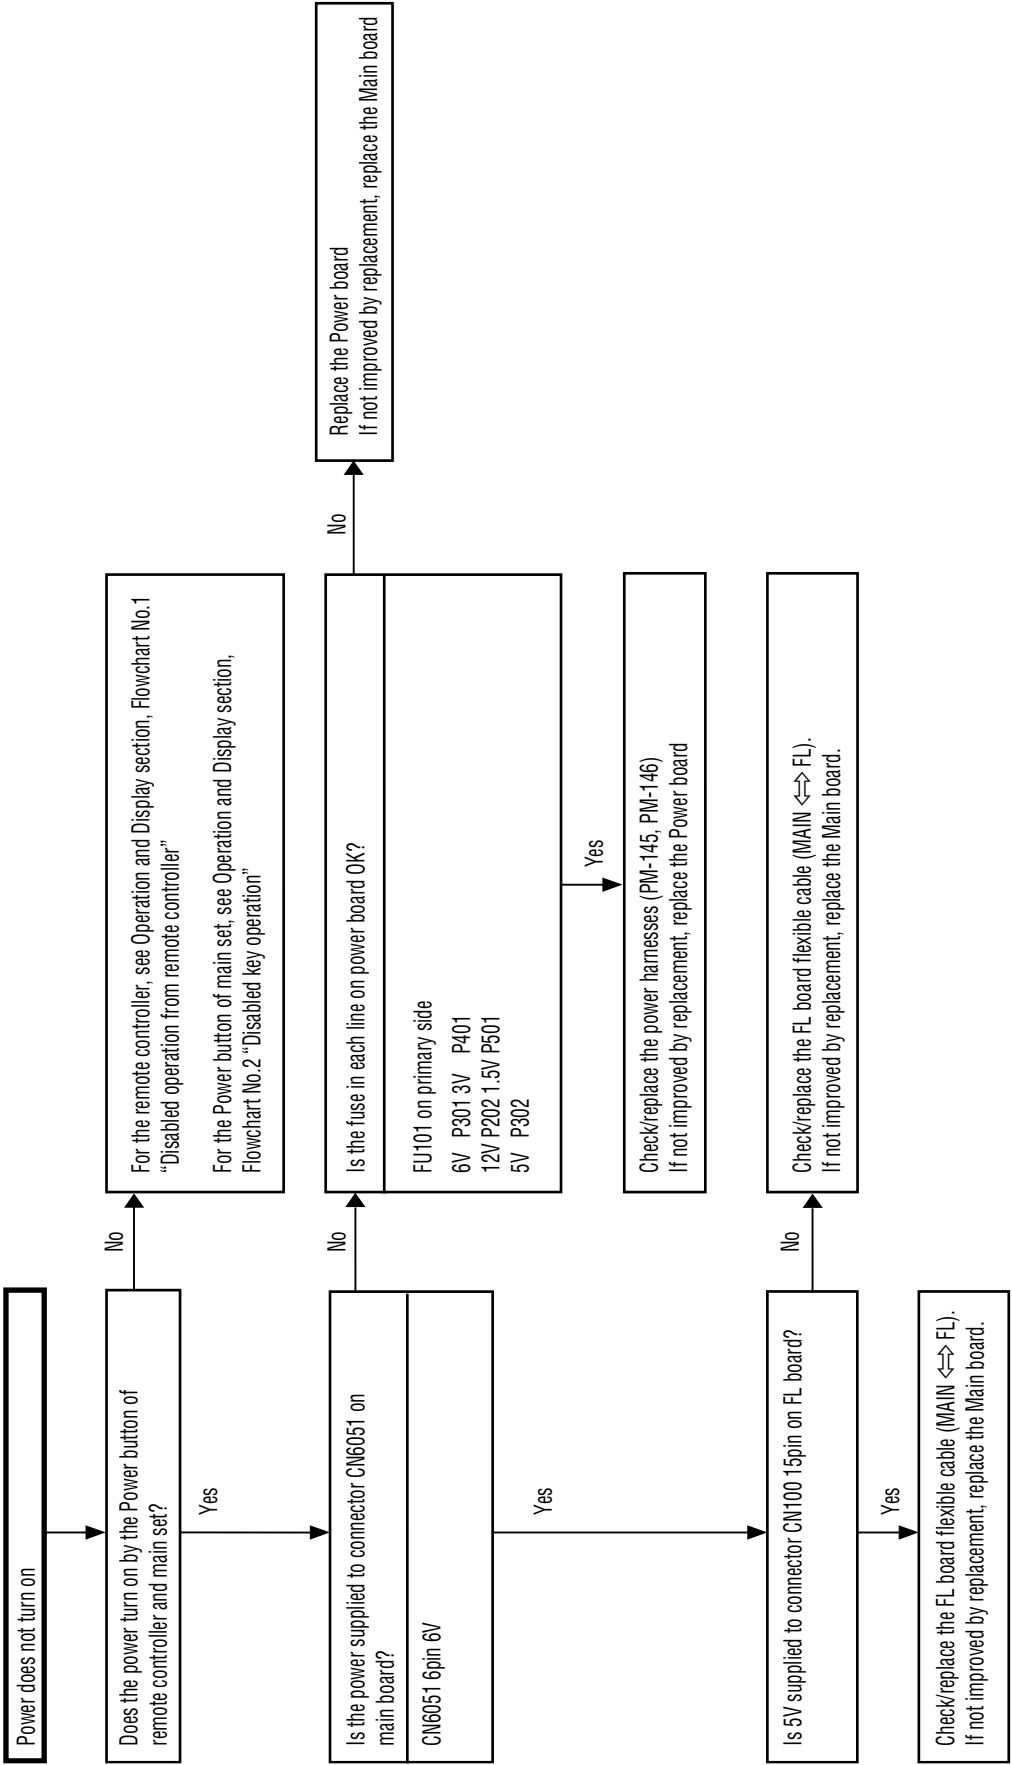 Power does not turn on
Does the power turn on by the Power button of
remote controller and main set?
No
For the remote controller, see Operation and Display section, Flowchart No.1
“Disabled operation from remote controller”
For the Power button of main set, see Operation and Display section,
Flowchart No.2 “Disabled key operation”
Yes
Is the power supplied to connector CN6051 on
main board?
CN6051 6pin 6V
No
Is the fuse in each line on power board OK?
FU101 on primary side
6V P301 3V P401
12V P202 1.5V P501
5V P302
No
Replace the Power board
If not improved by replacement, replace the Main board
Yes
Check/replace the power harnesses (PM-145, PM-146)
If not improved by replacement, replace the Power board
Yes
Is 5V supplied to connector CN100 15pin on FL board?
No
Check/replace the FL board flexible cable (MAIN ⇔ FL).
If not improved by replacement, replace the Main board.
Yes
Check/replace the FL board flexible cable (MAIN ⇔ FL).
If not improved by replacement, replace the Main board.